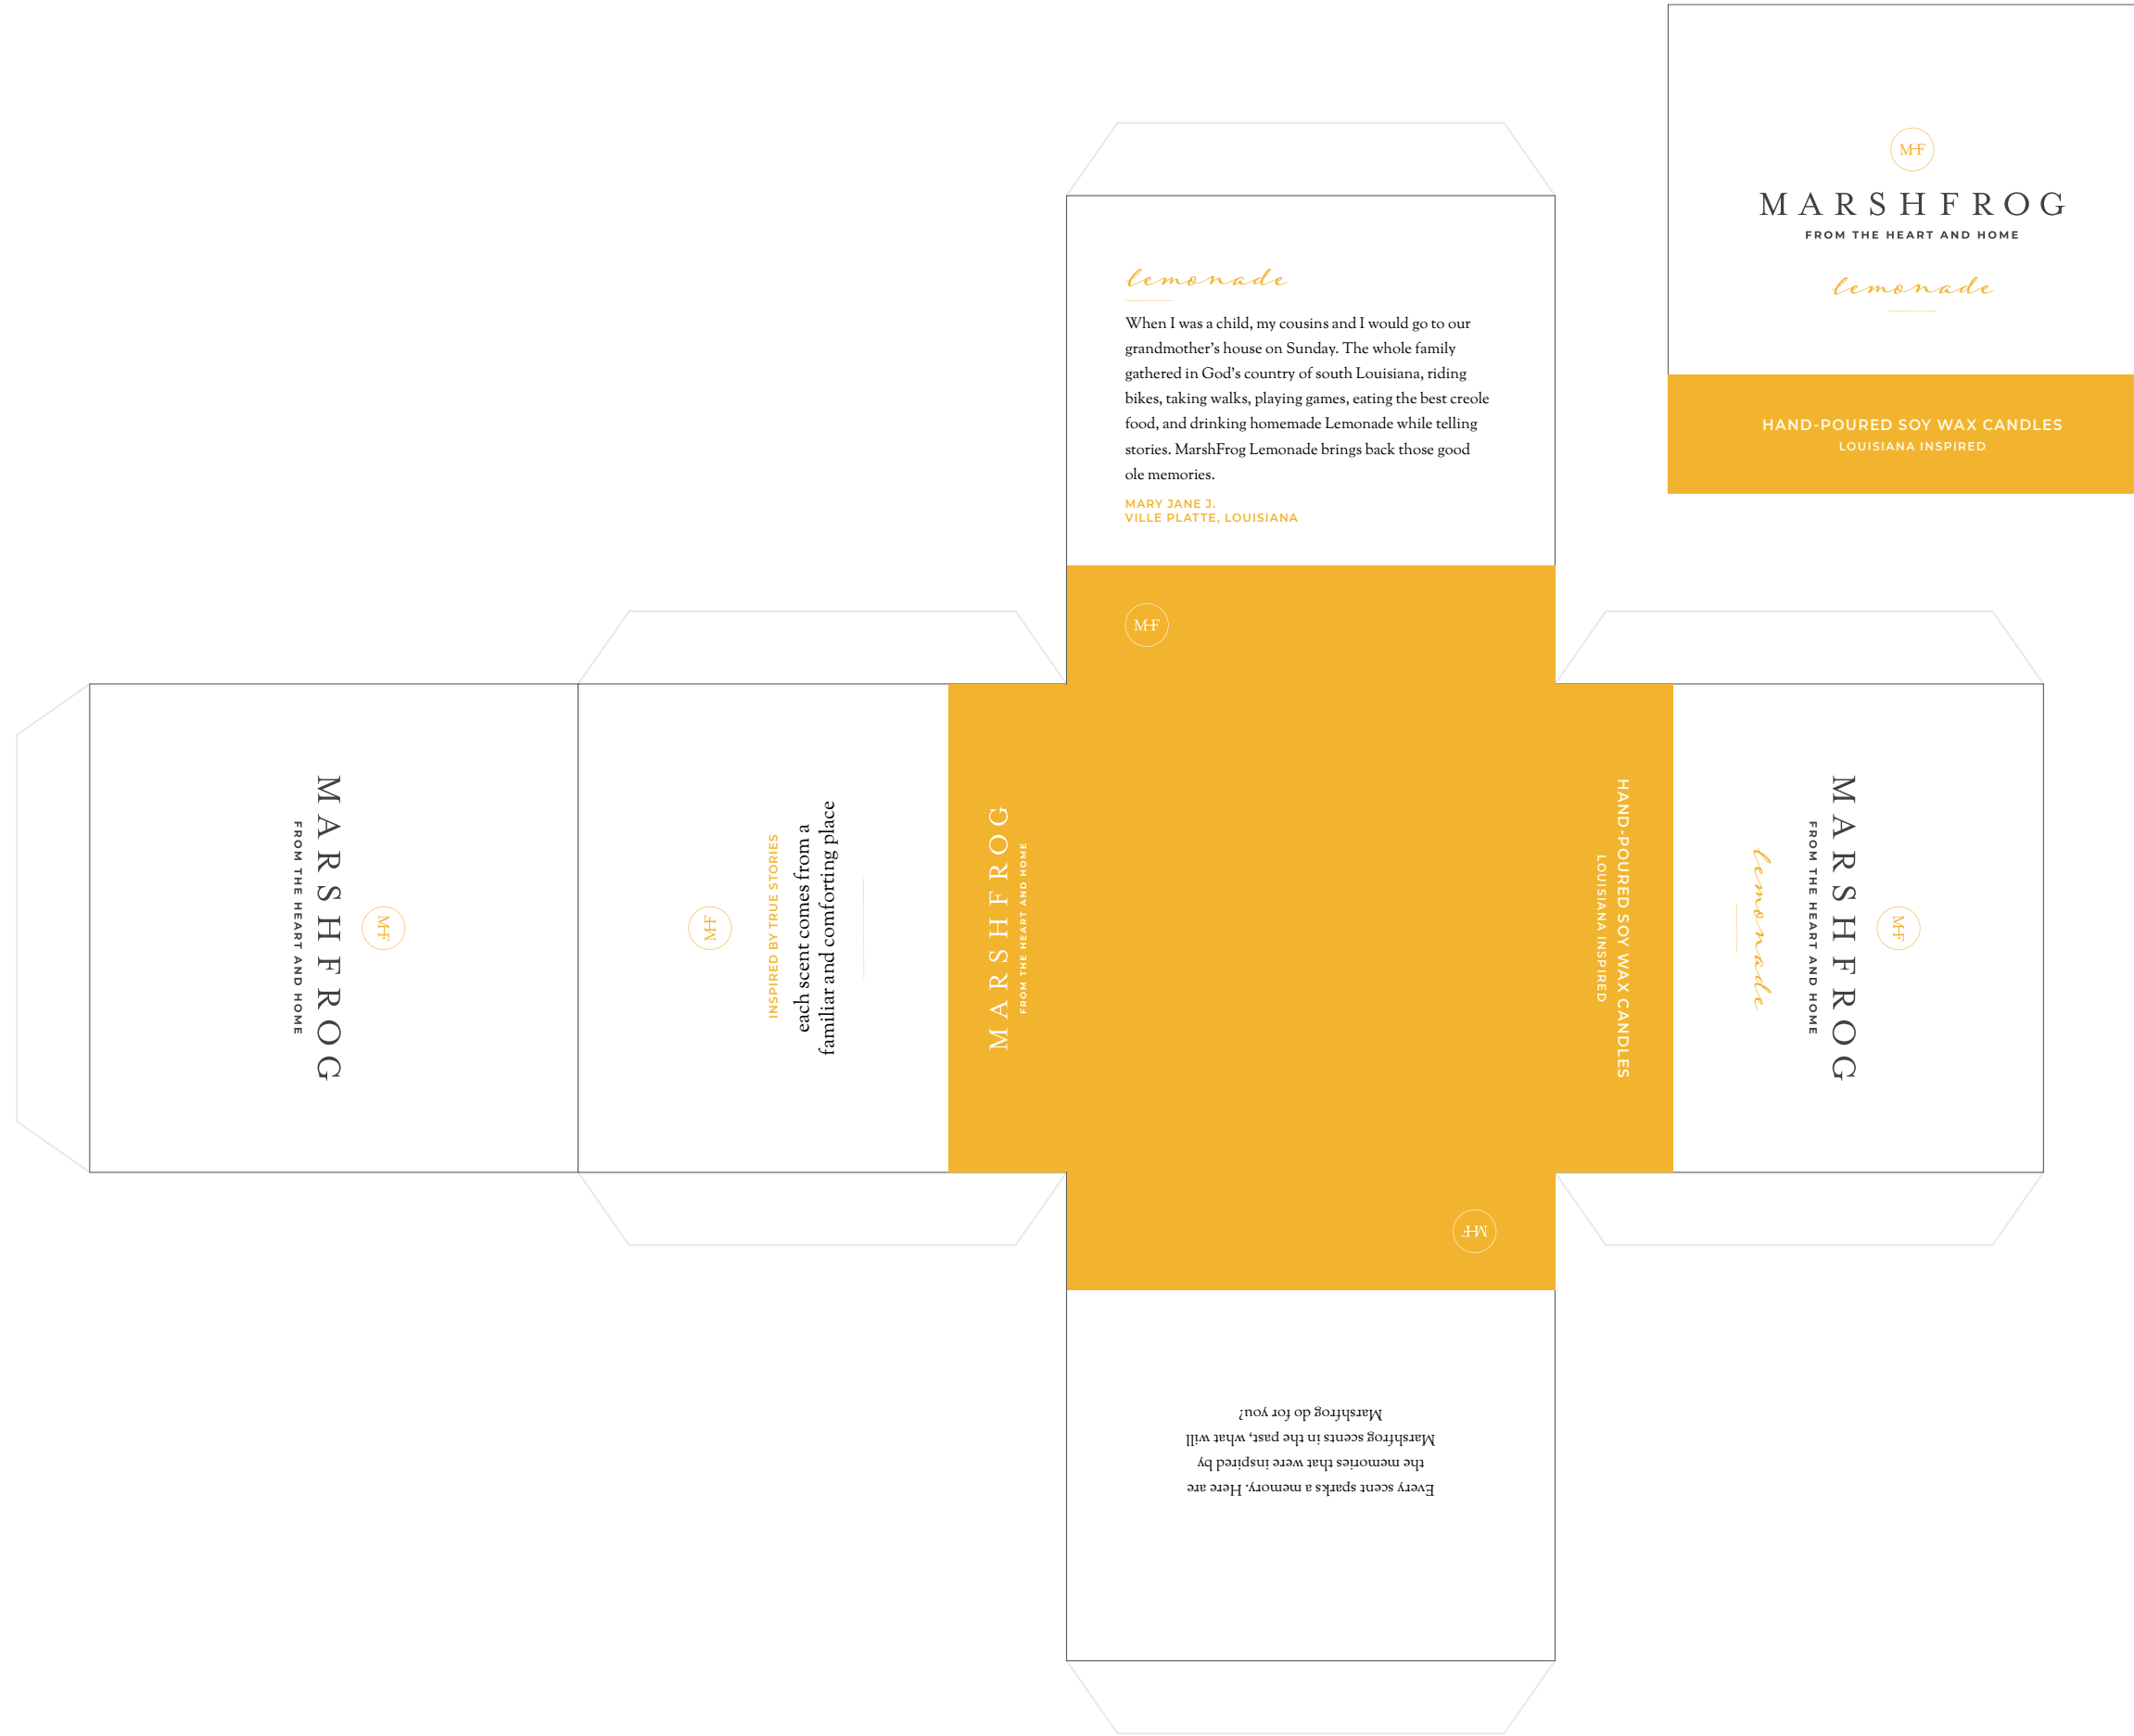 MHF
MARSHFROG
FROM THE HEART AND HOME
lemonade
HAND-POURED SOY WAX CANDLES
LOUISIANA INSPIRED
lemonade
When I was a child, my cousins and I would go to our
grandmother's house on Sunday. The whole family
gathered in God's country of south Louisiana, riding
bikes, taking walks, playing games, eating the best creole
food, and drinking homemade Lemonade while telling
stories. MarshFrog Lemonade brings back those good
ole memories.
MARY JANE J.
VILLE PLATTE, LOUISIANA
MHF
MHF
MARSHFROG
FROM THE HEART AND HOME
MHF
INSPIRED BY TRUE STORIES
each scent comes from a
familiar and comforting place
MARSHFROG
FROM THE HEART AND HOME
HAND-POURED SOY WAX CANDLES
LOUISIANA INSPIRED
MHF
MARSHFROG
FROM THE HEART AND HOME
lemonade
MHF
Every scent sparks a memory. Here are
the memories that were inspired by
Marshfrog scents in the past, what will
Marshfrog do for you?